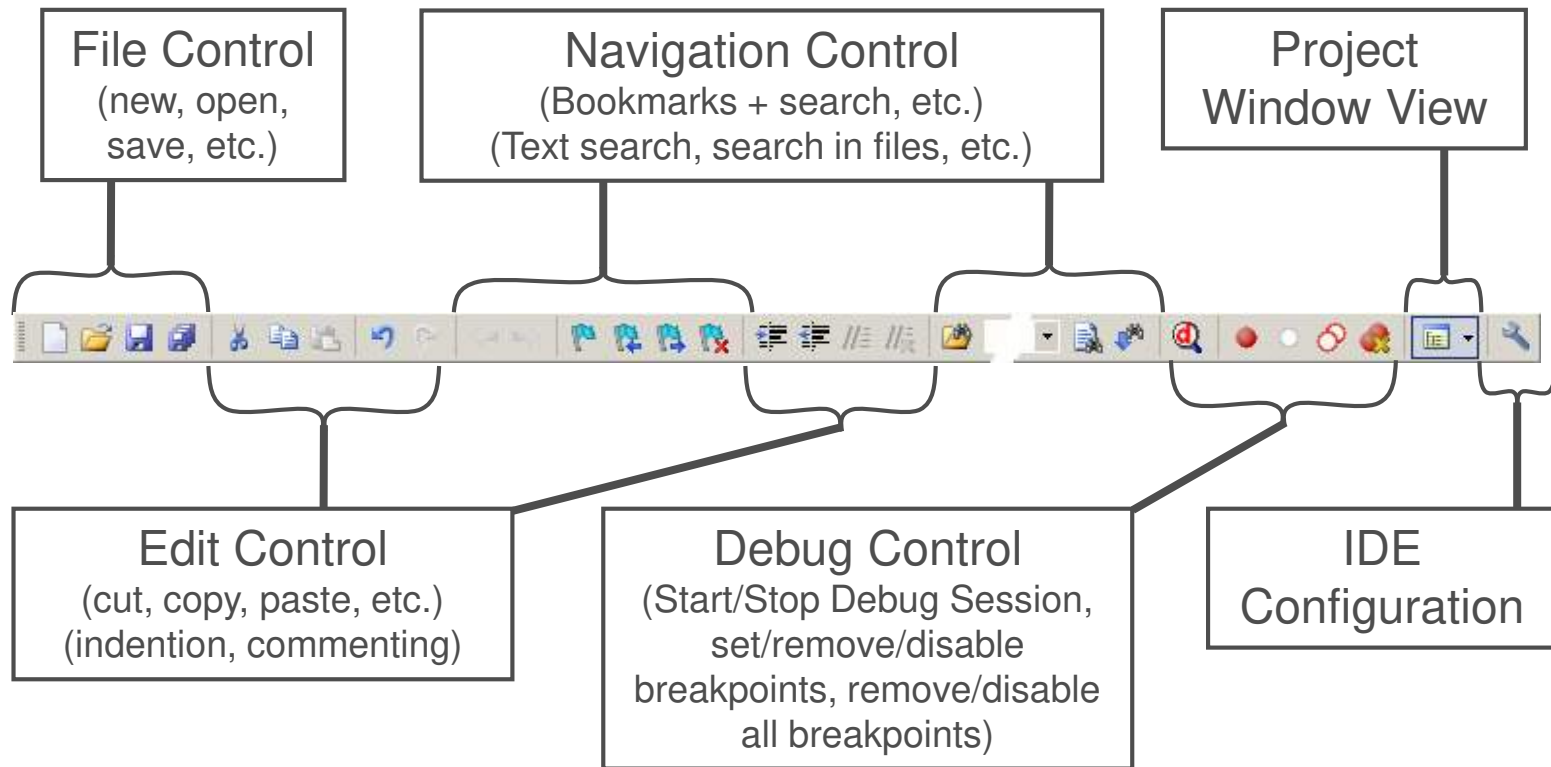 File Control
(new, open,
save, etc.)
Navigation Control
(Bookmarks + search, etc.)
(Text search, search in files, etc.)
Project
Window View
d
Edit Control
(cut, copy, paste, etc.)
(indention, commenting)
Debug Control
(Start/Stop Debug Session,
set/remove/disable
breakpoints, remove/disable
all breakpoints)
IDE
Configuration